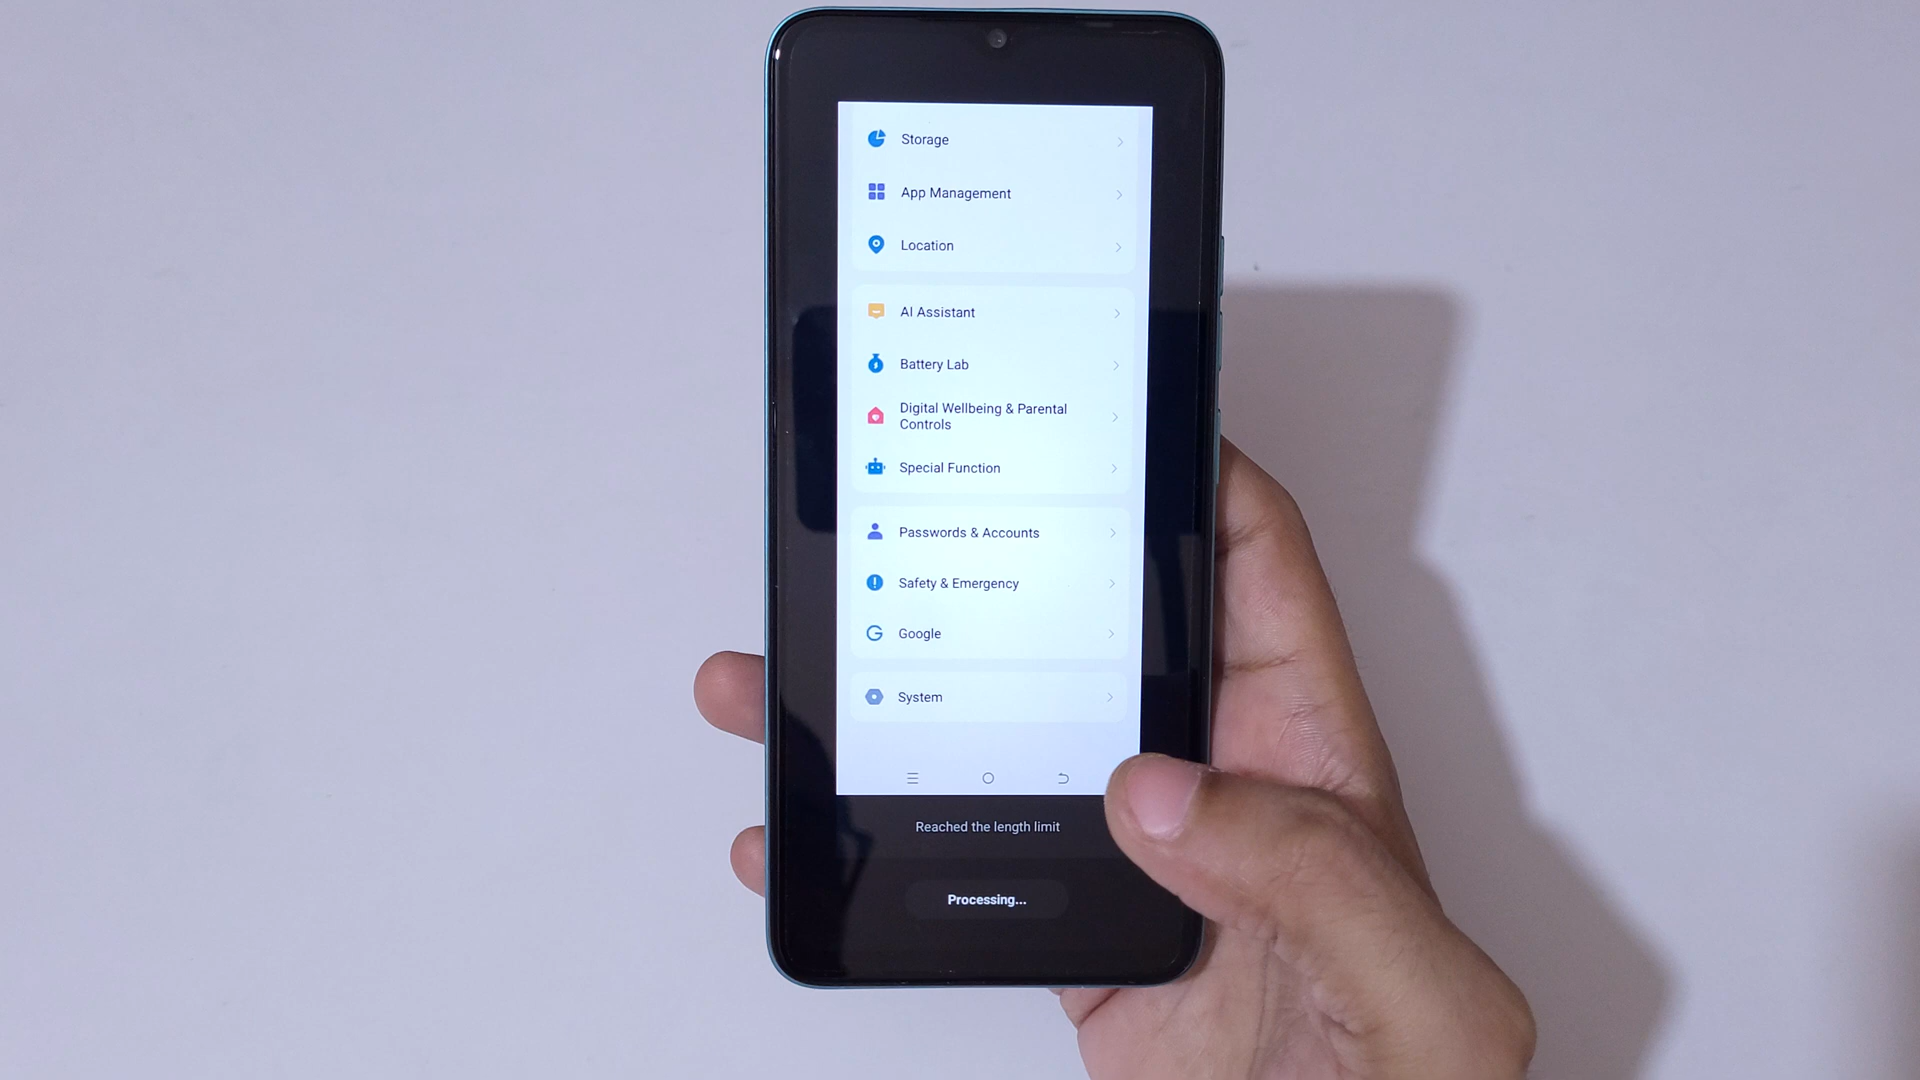 Storage
App Management
Location
AI Assistant
Battery Lab
Digital Wellbeing & Parental
Controls
Special Function
Passwords & Accounts
Safety & Emergency
Google
System
Reached the length limit
Processing...